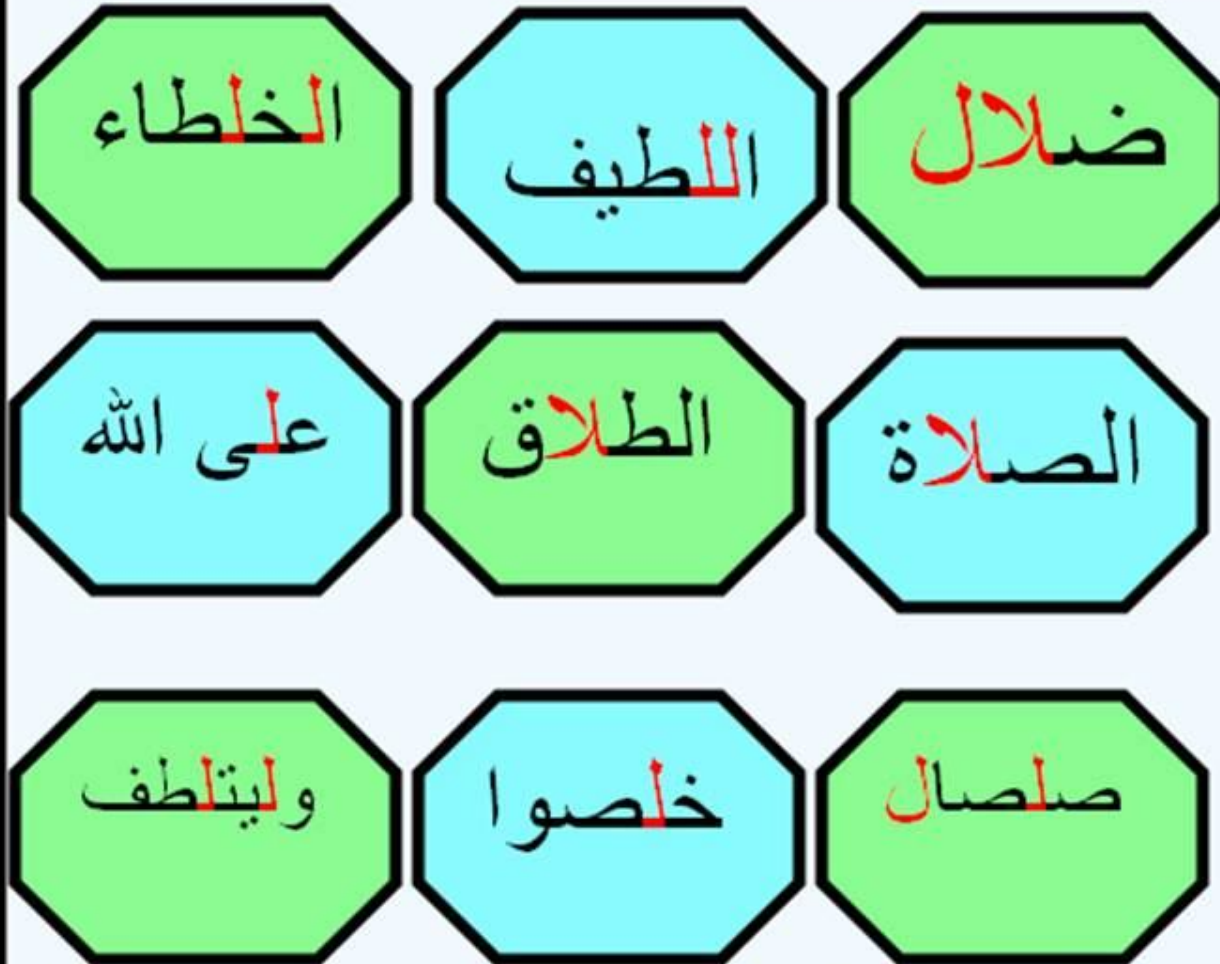 ضلال
اللطيف
الخلطاء
الصلاة
الطلاق
على الله
صلصال
خلصوا
وليتلطف